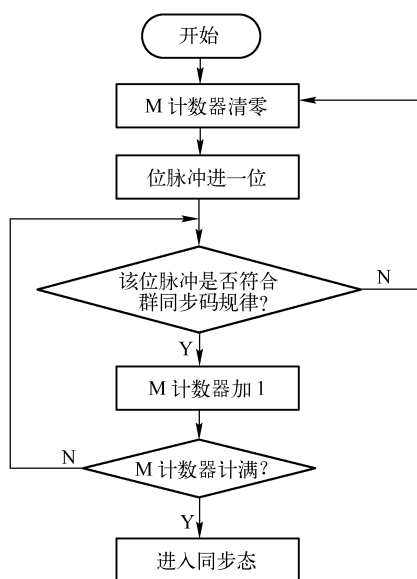 开始
M 计数器清零
位脉冲进一位
该位脉冲是否符合
群同步码规律?
N
Y
M 计数器加 1
N
M 计数器计满?
Y
进入同步态